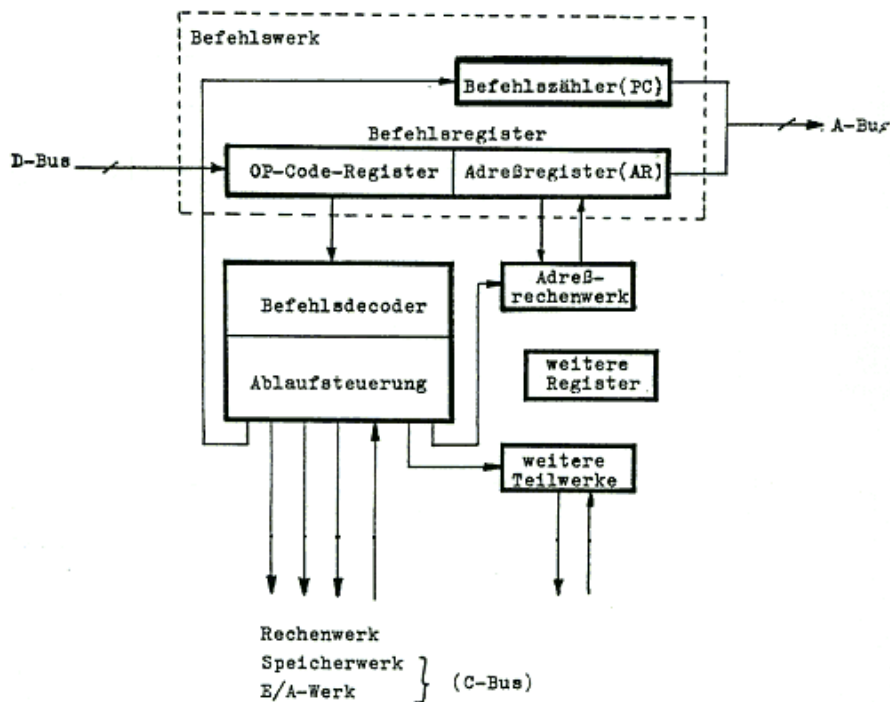 Befehlswerk
Befehlszähler(PC)
A-Bus
Befehlsregister
D-Bus
OP-Code-Register
Adreßregister(AR)
Befehlsdecoder
Adreß-
rechenwerk
Ablaufsteuerung
weitere
Register
weitere
Teilwerke
Rechenwerk
Speicherwerk
E/A-Werk
(C-Bus)